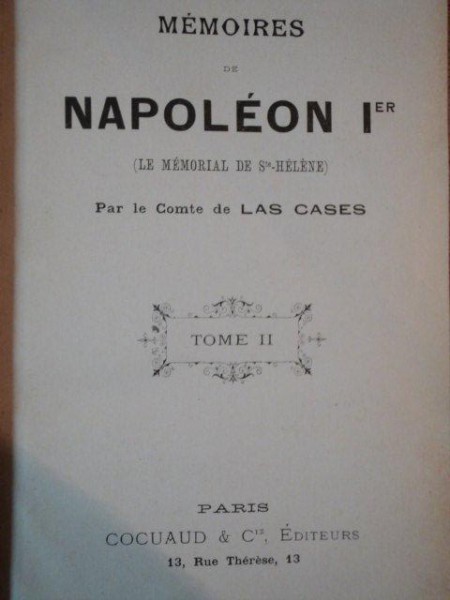 MÉMOIRES
DE
NAPOLÉON IER
(LE MÉMORIAL DE Ste-HÉLÈNE)
Par le Comte de LAS CASES
TOME II
PARIS
COCUAUD & Cie, ÉDITEURS
13, Rue Thérèse, 13